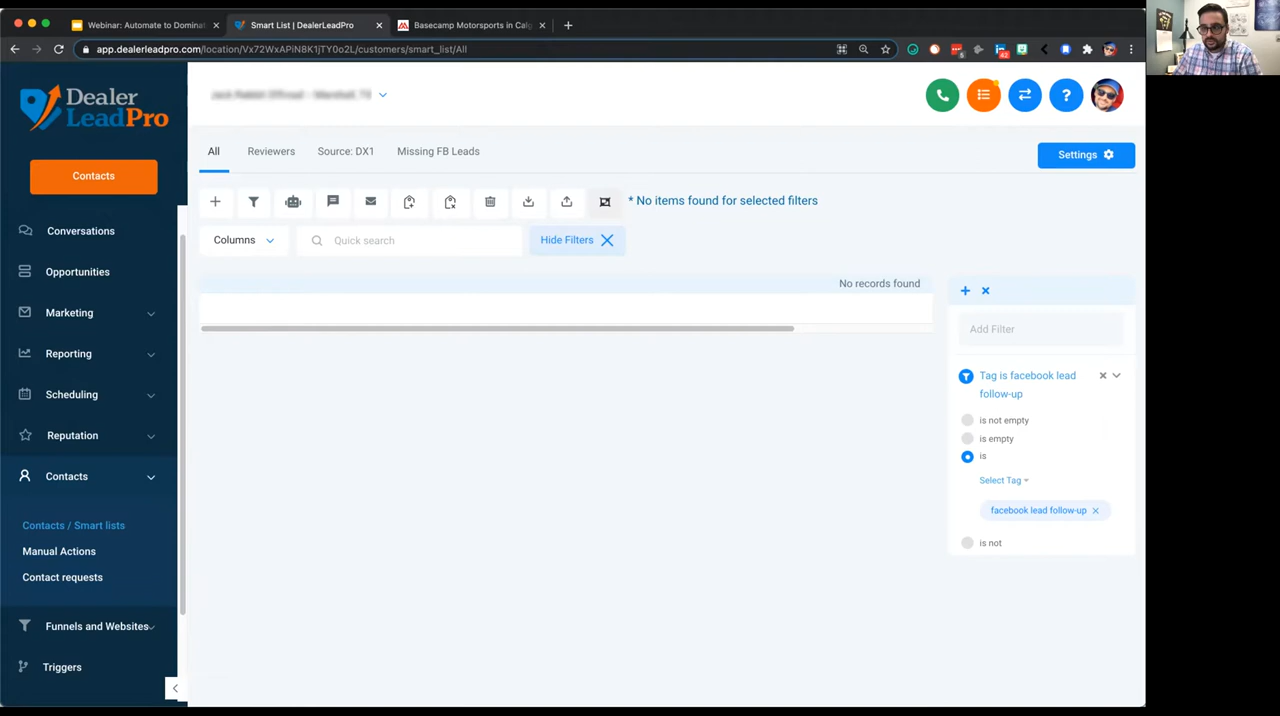 Webinar: Automate to Domina
Smart List | DealerLeadPro
Basecamp Motorsports in Cal
app.dealerleadpro.com/location/Vx72WxAPiN8K1jTY0o2L/customers/smart_list/All
Dealer
LeadPro
Contacts
Conversations
Opportunities
Marketing
Reporting
Scheduling
Reputation
Contacts
Contacts / Smart lists
Manual Actions
Contact requests
Funnels and Websites
Triggers
All
Reviewers
Source: DX1
Missing FB Leads
Settings
* No items found for selected filters
Columns
Quick search
Hide Filters
No records found
Add Filter
Tag is facebook lead
follow-up
is not empty
is empty
is
Select Tag
facebook lead follow-up
is not